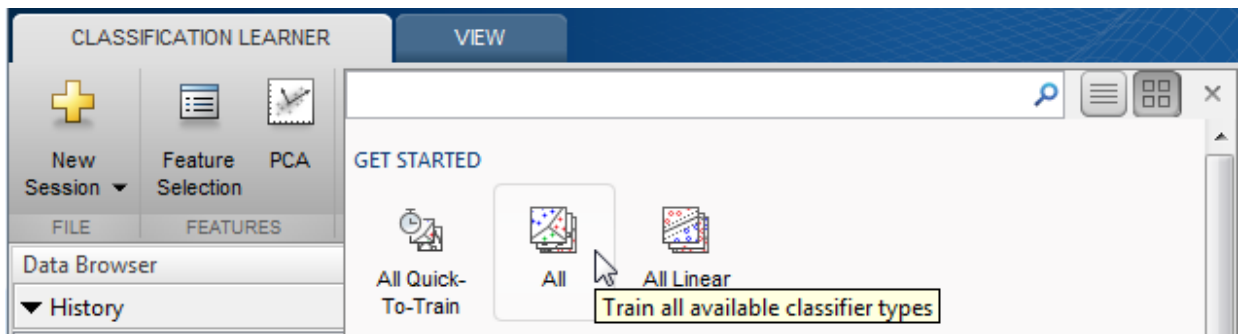 CLASSIFICATION LEARNER
VIEW
New
Session
Feature
Selection
PCA
FILE
FEATURES
GET STARTED
All Quick-
To-Train
All
All Linear
Train all available classifier types
Data Browser
History